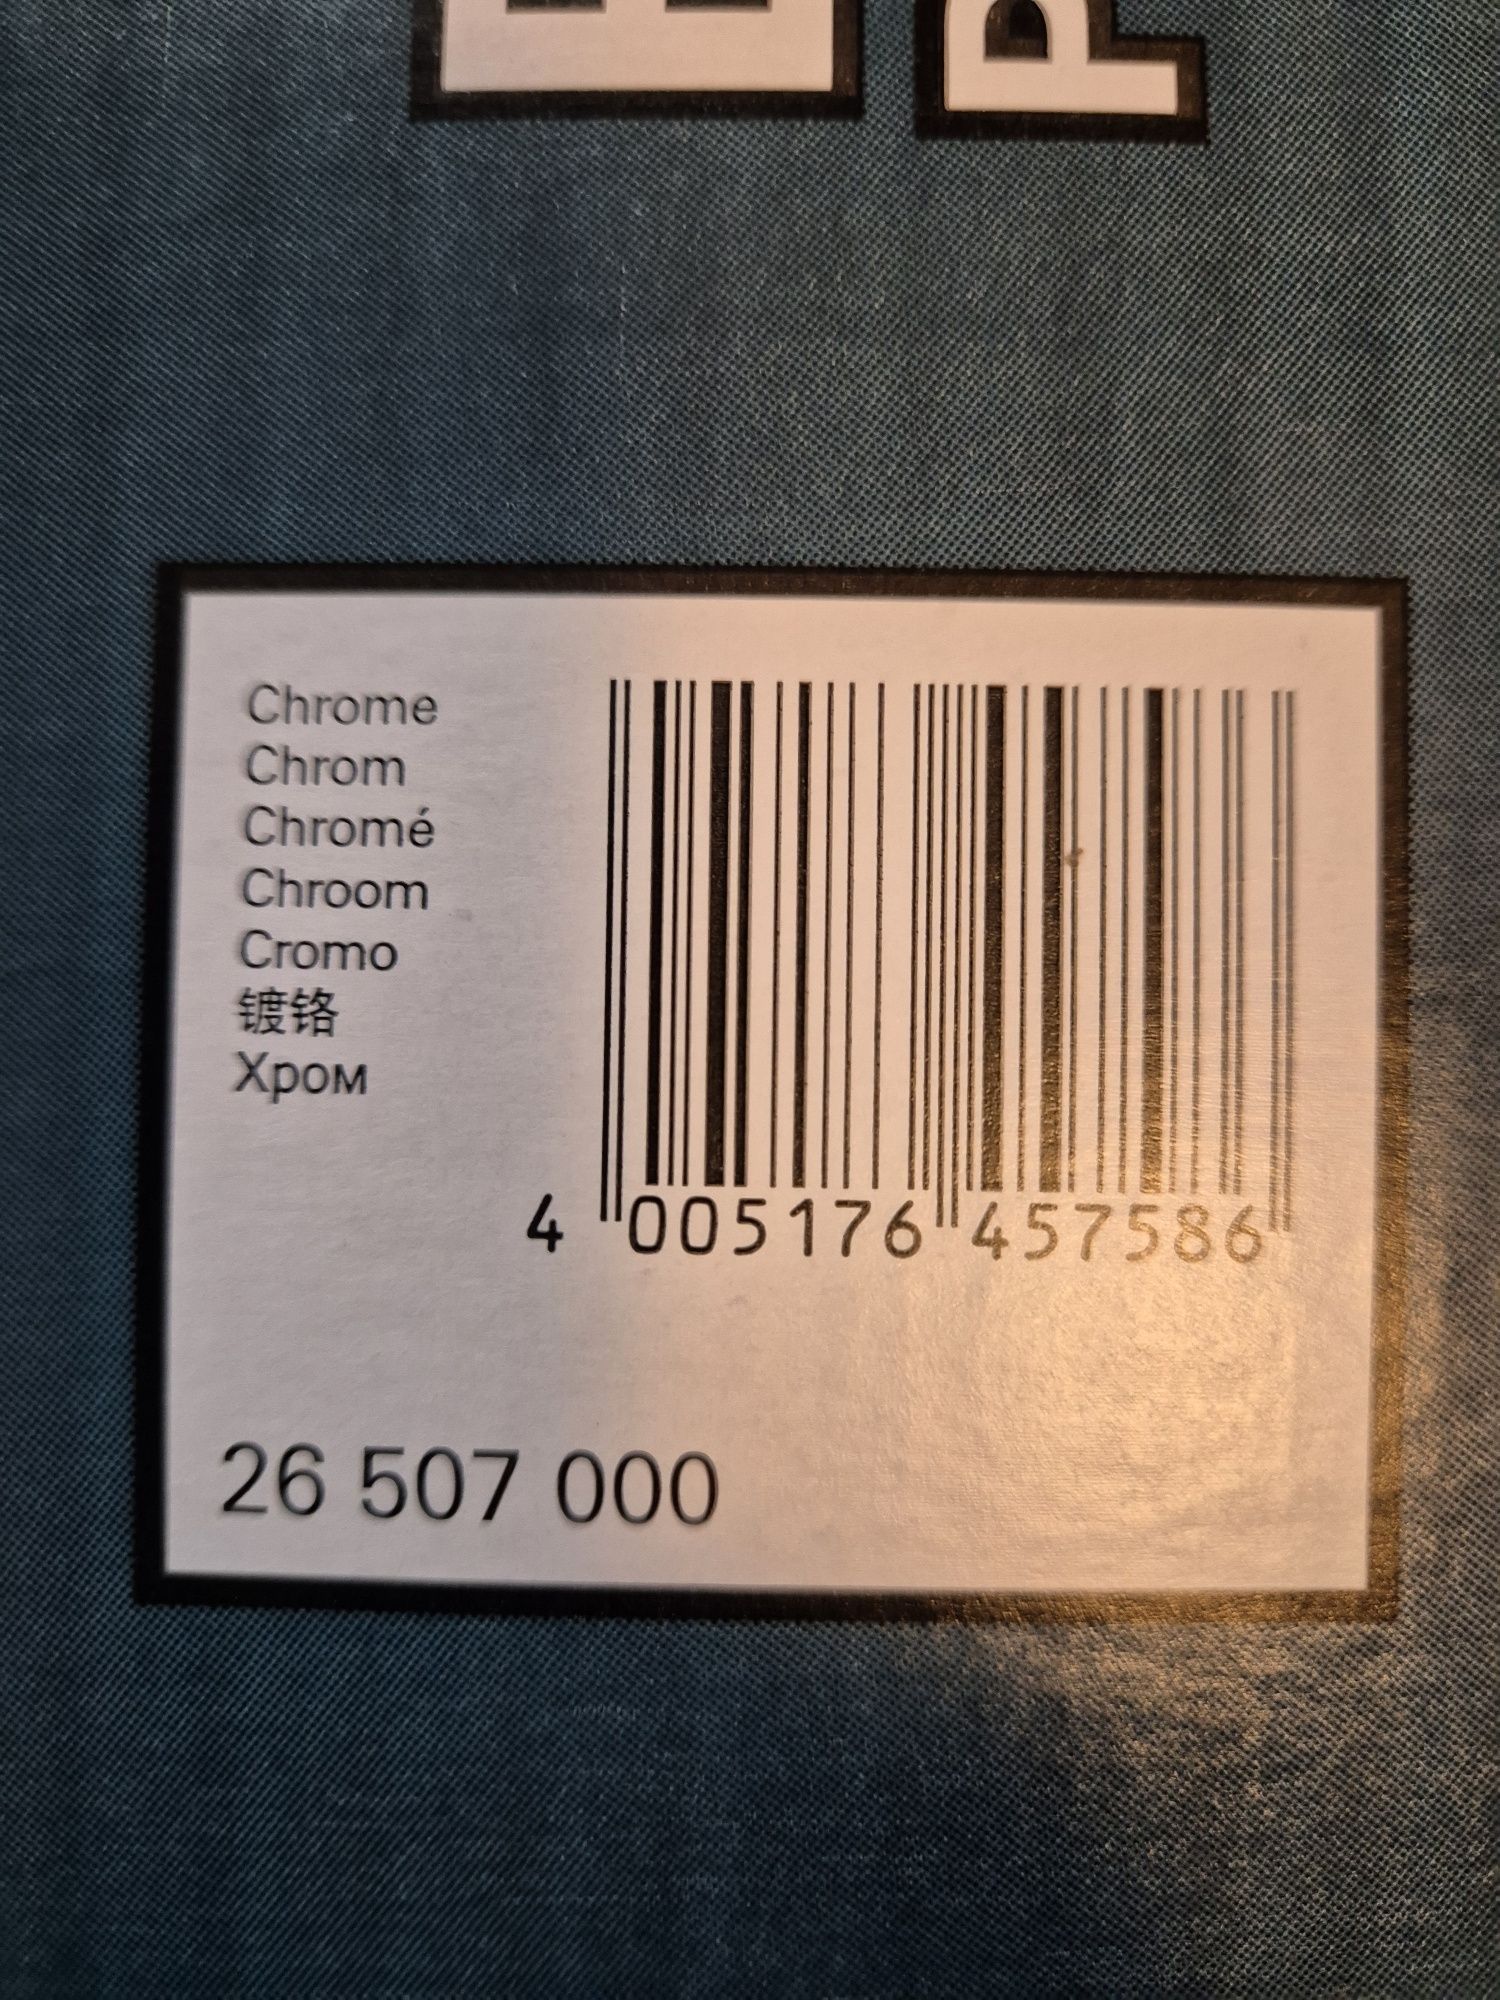 Chrome
Chrom
Chromé
Chroom
Cromo
镀铬
Хром
4 005176 457586
26 507 000